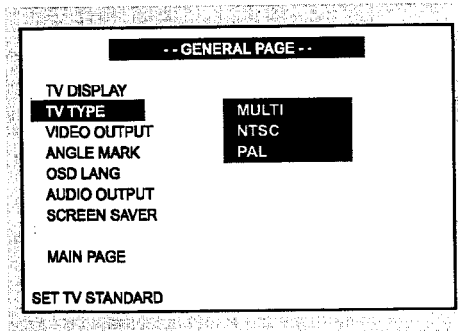 -- GENERAL PAGE --
TV DISPLAY
TV TYPE MULTI
VIDEO OUTPUT NTSC
ANGLE MARK PAL
OSD LANG
AUDIO OUTPUT
SCREEN SAVER
MAIN PAGE
SET TV STANDARD